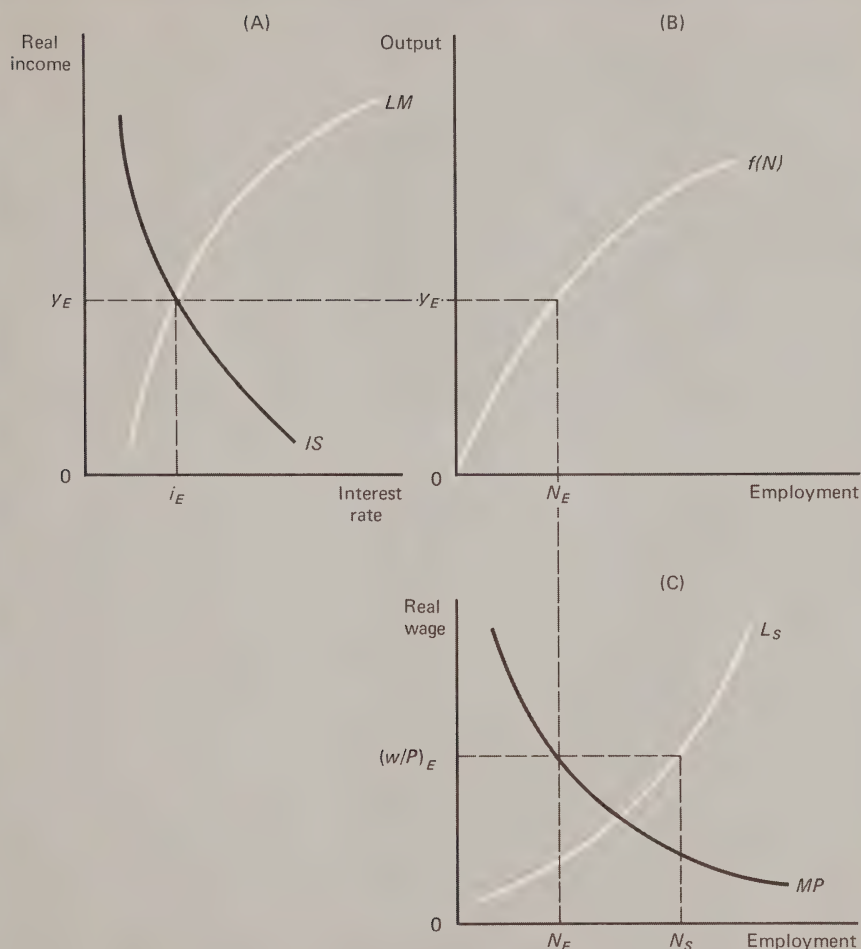 (A)
Real
income
LM
y_E
IS
0
i_E
Interest
rate
(B)
Output
f(N)
y_E
0
N_E
Employment
(C)
Real
wage
L_S
(w/P)_E
MP
0
N_E
N_S
Employment